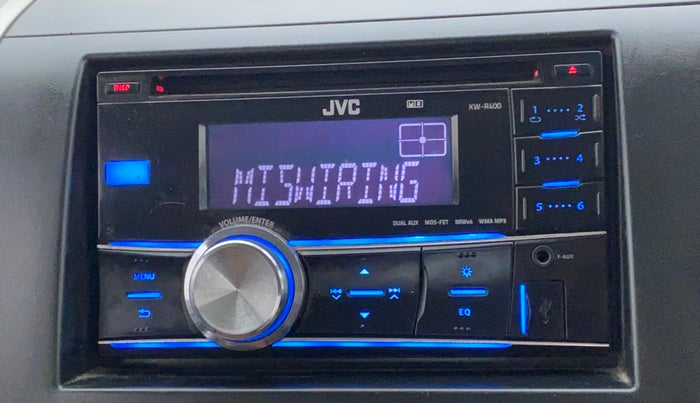 DISP
JVC
KW-R400
1 2
MISWIRING
3 4
5 6
VOLUME/ENTER
DUAL AUX MOS-FET 50Wx4 WMA MP3
MENU
F-AUX
EQ